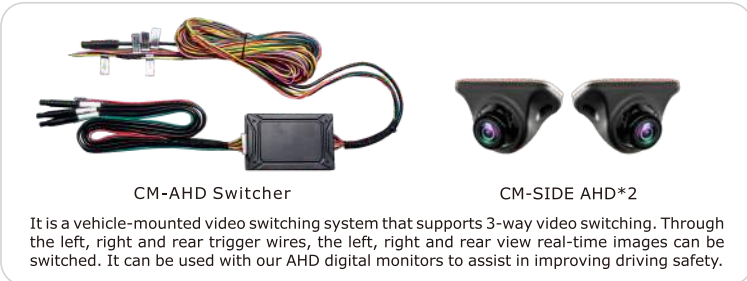 CM-AHD Switcher
CM-SIDE AHD*2
It is a vehicle-mounted video switching system that supports 3-way video switching. Through
the left, right and rear trigger wires, the left, right and rear view real-time images can be
switched. It can be used with our AHD digital monitors to assist in improving driving safety.